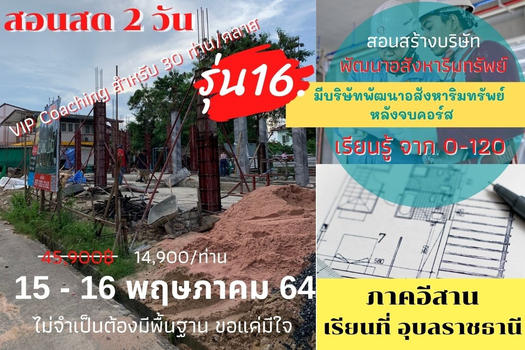 สอนสด 2 วัน
VIP Coaching สำหรับ 30 ท่าน/คลาส
รุ่น16
สอนสร้างบริษัท
พัฒนาอสังหาริมทรัพย์
มีบริษัทพัฒนาอสังหาริมทรัพย์
หลังจบคอร์ส
เรียนรู้ จาก 0-120
45,900฿ 14,900/ท่าน
15 - 16 พฤษภาคม 64
ไม่จำเป็นต้องมีพื้นฐาน ขอแค่มีใจ
ภาคอีสาน
เรียนที่ อุบลราชธานี
7